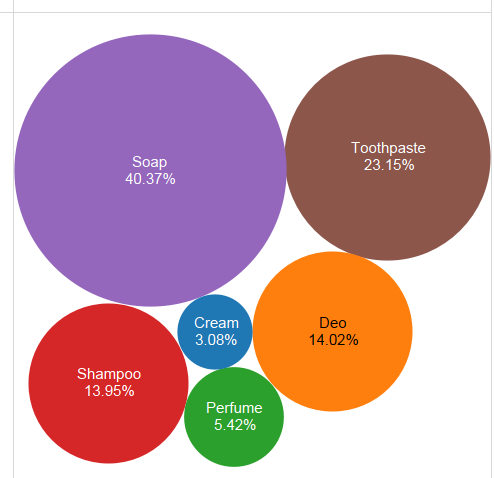 Soap
40.37%
Toothpaste
23.15%
Cream
3.08%
Deo
14.02%
Shampoo
13.95%
Perfume
5.42%